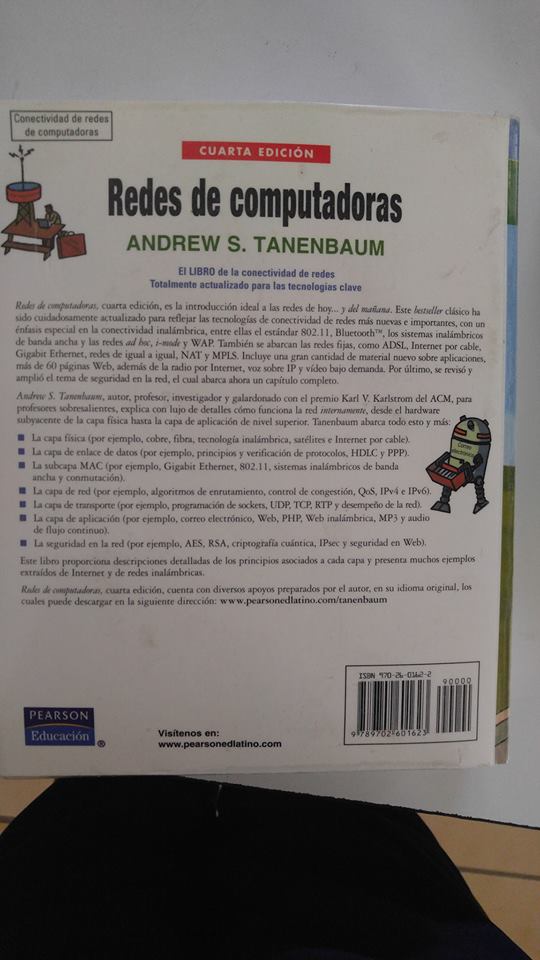 Conectividad de redes
de computadoras
CUARTA EDICIÓN
Redes de computadoras
ANDREW S. TANENBAUM
El LIBRO de la conectividad de redes
Totalmente actualizado para las tecnologías clave
Redes de computadoras, cuarta edición, es la introducción ideal a las redes de hoy... y del mañana. Este bestseller clásico ha
sido cuidadosamente actualizado para reflejar las tecnologías de conectividad de redes más nuevas e importantes, con un
énfasis especial en la conectividad inalámbrica, entre ellas el estándar 802.11, Bluetooth™, los sistemas inalámbricos
de banda ancha y las redes ad hoc, i-mode y WAP. También se abarcan las redes fijas, como ADSL, Internet por cable,
Gigabit Ethernet, redes de igual a igual, NAT y MPLS. Incluye una gran cantidad de material nuevo sobre aplicaciones,
más de 60 páginas Web, además de la radio por Internet, voz sobre IP y vídeo bajo demanda. Por último, se revisó y
amplió el tema de seguridad en la red, el cual abarca ahora un capítulo completo.
Andrew S. Tanenbaum, autor, profesor, investigador y galardonado con el premio Karl V. Karlstrom del ACM, para
profesores sobresalientes, explica con lujo de detalles cómo funciona la red internamente, desde el hardware
subyacente de la capa física hasta la capa de aplicación de nivel superior. Tanenbaum abarca todo esto y más:
■ La capa física (por ejemplo, cobre, fibra, tecnología inalámbrica, satélites e Internet por cable).
■ La capa de enlace de datos (por ejemplo, principios y verificación de protocolos, HDLC y PPP).
■ La subcapa MAC (por ejemplo, Gigabit Ethernet, 802.11, sistemas inalámbricos de banda
ancha y conmutación).
■ La capa de red (por ejemplo, algoritmos de enrutamiento, control de congestión, QoS, IPv4 e IPv6).
■ La capa de transporte (por ejemplo, programación de sockets, UDP, TCP, RTP y desempeño de la red).
■ La capa de aplicación (por ejemplo, correo electrónico, Web, PHP, Web inalámbrica, MP3 y audio
de flujo continuo).
■ La seguridad en la red (por ejemplo, AES, RSA, criptografía cuántica, IPsec y seguridad en Web).
Correo
electrónico
Este libro proporciona descripciones detalladas de los principios asociados a cada capa y presenta muchos ejemplos
extraídos de Internet y de redes inalámbricas.
Redes de computadoras, cuarta edición, cuenta con diversos apoyos preparados por el autor, en su idioma original, los
cuales puede descargar en la siguiente dirección: www.pearsonedlatino.com/tanenbaum
ISBN 970-26-0162-2
90000
9 789702 601623
PEARSON
Educación ®
Visítenos en:
www.pearsonedlatino.com